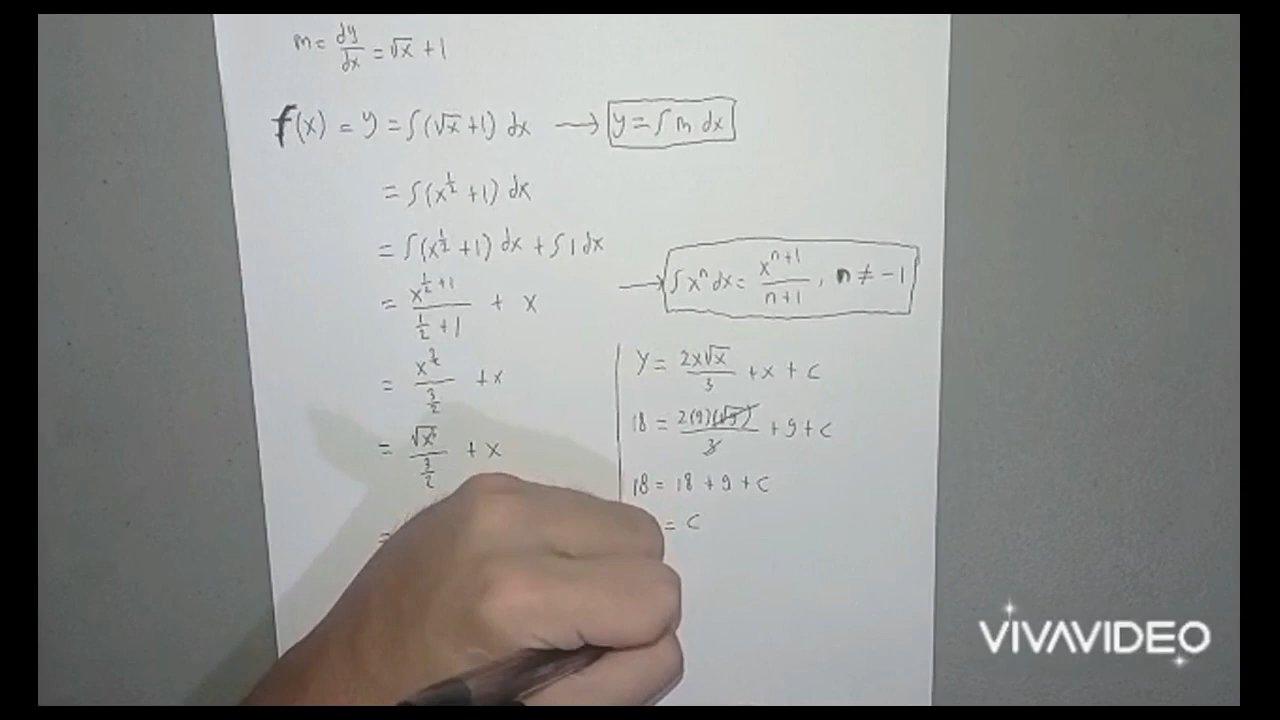 m = dy/dx = √x + 1
f(x) = y = ∫(√x + 1) dx → y = ∫ m dx
= ∫(x^½ + 1) dx
= ∫(x^½ + 1) dx + ∫ 1 dx
= x^(½+1) / (½ + 1) + x → ∫ x^n dx = x^(n+1) / (n+1), n ≠ -1
= x^(3/2) / (3/2) + x
= √x³ / (3/2) + x
=
y = 2x√x / 3 + x + c
18 = 2(9)(√9) / 3 + 9 + c
18 = 18 + 9 + c
= c
VIVAVIDEO